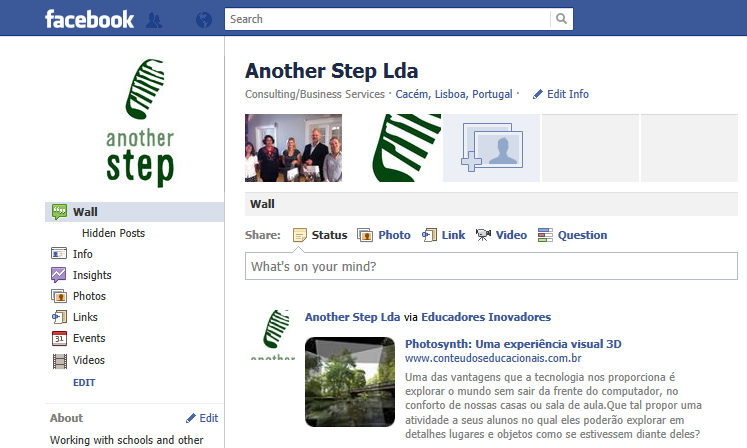 facebook
Search
another
step
Another Step Lda
Consulting/Business Services · Cacém, Lisboa, Portugal · Edit Info
Wall
Hidden Posts
Info
Insights
Photos
Links
31
Events
Videos
EDIT
About
Edit
Working with schools and other
Wall
Share: Status Photo Link Video Question
What's on your mind?
another
Another Step Lda via Educadores Inovadores
Photosynth: Uma experiência visual 3D
www.conteudoseducacionais.com.br
Uma das vantagens que a tecnologia nos proporciona é
explorar o mundo sem sair da frente do computador, no
conforto de nossas casas ou sala de aula.Que tal propor uma
atividade a seus alunos no qual eles poderão explorar em
detalhes lugares e objetos como se estivessem diante deles?